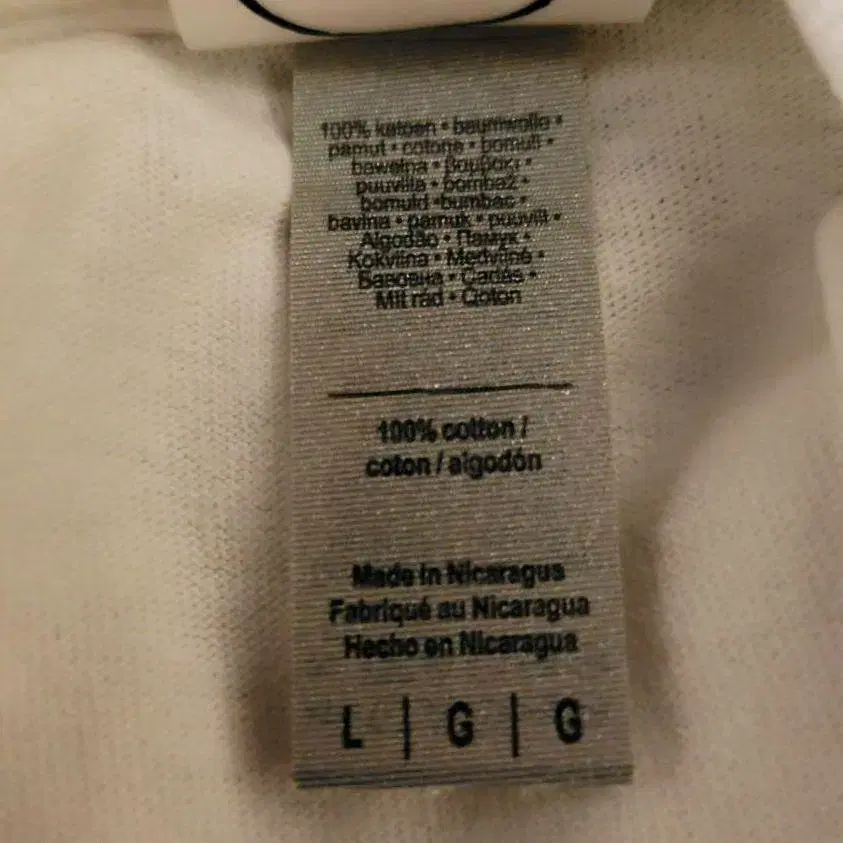 100% katoen • baumwolle •
pamut • cotone • bomull •
bawełna • βαμβάκι •
puuvilla • bombaž •
bomuld •bumbac •
bavlna • pamuk • puuvill •
Algodão • Памук •
Kokvilna • Medvilnė •
Бавовна • Cadás •
Mil rad • Qoton
100% cotton /
coton / algodón
Made in Nicaragua
Fabriqué au Nicaragua
Hecho en Nicaragua
L | G | G